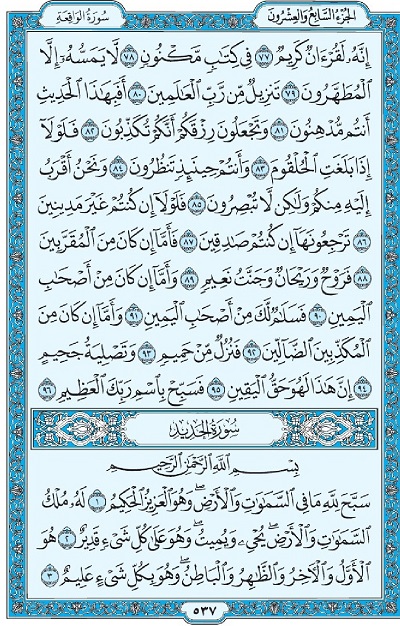 الجزء السابع والعشرون
سورة الواقعة
إِنَّهُۥ لَقُرْءَانٌ كَرِيمٌ ٧٧ فِى كِتَٰبٍ مَّكْنُونٍ ٧٨ لَّا يَمَسُّهُۥٓ إِلَّا
ٱلْمُطَهَّرُونَ ٧٩ تَنزِيلٌ مِّن رَّبِّ ٱلْعَٰلَمِينَ ٨٠ أَفَبِهَٰذَا ٱلْحَدِيثِ
أَنتُم مُّدْهِنُونَ ٨١ وَتَجْعَلُونَ رِزْقَكُمْ أَنَّكُمْ تُكَذِّبُونَ ٨٢ فَلَوْلَآ
إِذَا بَلَغَتِ ٱلْحُلْقُومَ ٨٣ وَأَنتُمْ حِينَئِذٍ تَنظُرُونَ ٨٤ وَنَحْنُ أَقْرَبُ
إِلَيْهِ مِنكُمْ وَلَٰكِن لَّا تُبْصِرُونَ ٨٥ فَلَوْلَآ إِن كُنتُمْ غَيْرَ مَدِينِينَ
٨٦ تَرْجِعُونَهَآ إِن كُنتُمْ صَٰدِقِينَ ٨٧ فَأَمَّآ إِن كَانَ مِنَ ٱلْمُقَرَّبِينَ
٨٨ فَرَوْحٌ وَرَيْحَانٌ وَجَنَّتُ نَعِيمٍ ٨٩ وَأَمَّآ إِن كَانَ مِنْ أَصْحَٰبِ
ٱلْيَمِينِ ٩٠ فَسَلَٰمٌ لَّكَ مِنْ أَصْحَٰبِ ٱلْيَمِينِ ٩١ وَأَمَّآ إِن كَانَ مِنَ
ٱلْمُكَذِّبِينَ ٱلضَّآلِّينَ ٩٢ فَنُزُلٌ مِّنْ حَمِيمٍ ٩٣ وَتَصْلِيَةُ جَحِيمٍ
٩٤ إِنَّ هَٰذَا لَهُوَ حَقُّ ٱلْيَقِينِ ٩٥ فَسَبِّحْ بِٱسْمِ رَبِّكَ ٱلْعَظِيمِ ٩٦
سورة الحديد
بِسْمِ ٱللَّهِ ٱلرَّحْمَٰنِ ٱلرَّحِيمِ
سَبَّحَ لِلَّهِ مَا فِى ٱلسَّمَٰوَٰتِ وَٱلْأَرْضِ ۖ وَهُوَ ٱلْعَزِيزُ ٱلْحَكِيمُ ١ لَهُۥ مُلْكُ
ٱلسَّمَٰوَٰتِ وَٱلْأَرْضِ ۖ يُحْىِۦ وَيُمِيتُ ۖ وَهُوَ عَلَىٰ كُلِّ شَىْءٍ قَدِيرٌ ٢ هُوَ
ٱلْأَوَّلُ وَٱلْءَاخِرُ وَٱلظَّٰهِرُ وَٱلْبَاطِنُ ۖ وَهُوَ بِكُلِّ شَىْءٍ عَلِيمٌ ٣
٥٣٧